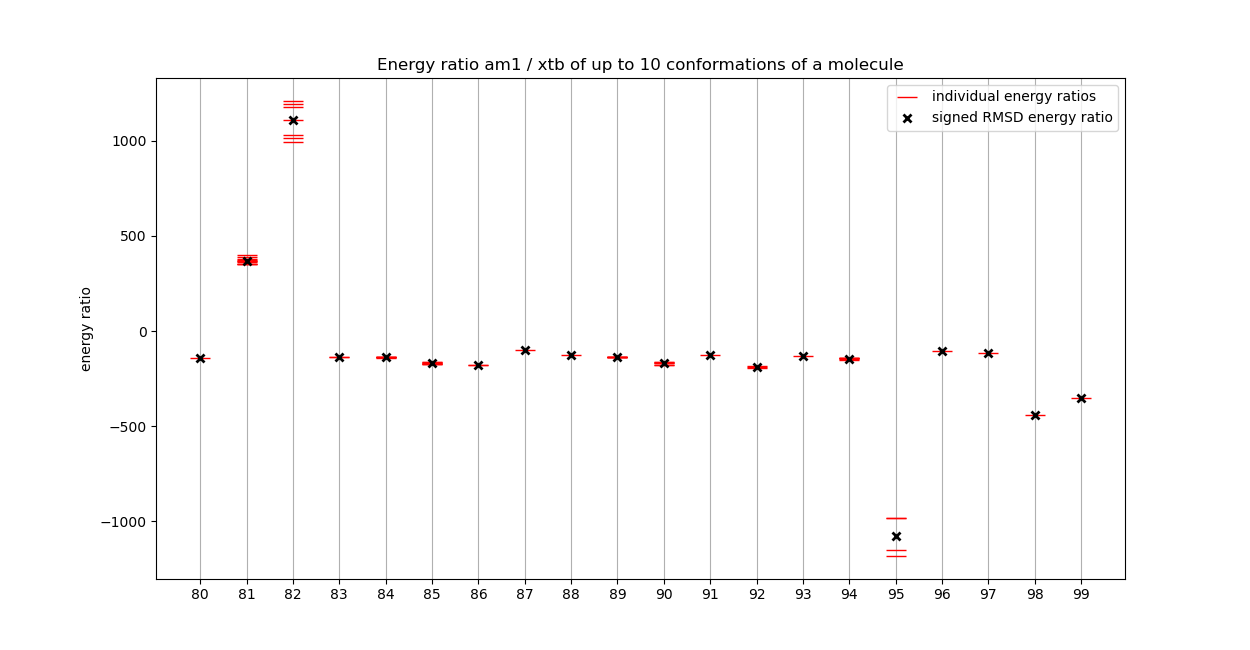 Energy ratio am1 / xtb of up to 10 conformations of a molecule
individual energy ratios
signed RMSD energy ratio
energy ratio
1000
500
0
−500
−1000
80 81 82 83 84 85 86 87 88 89 90 91 92 93 94 95 96 97 98 99